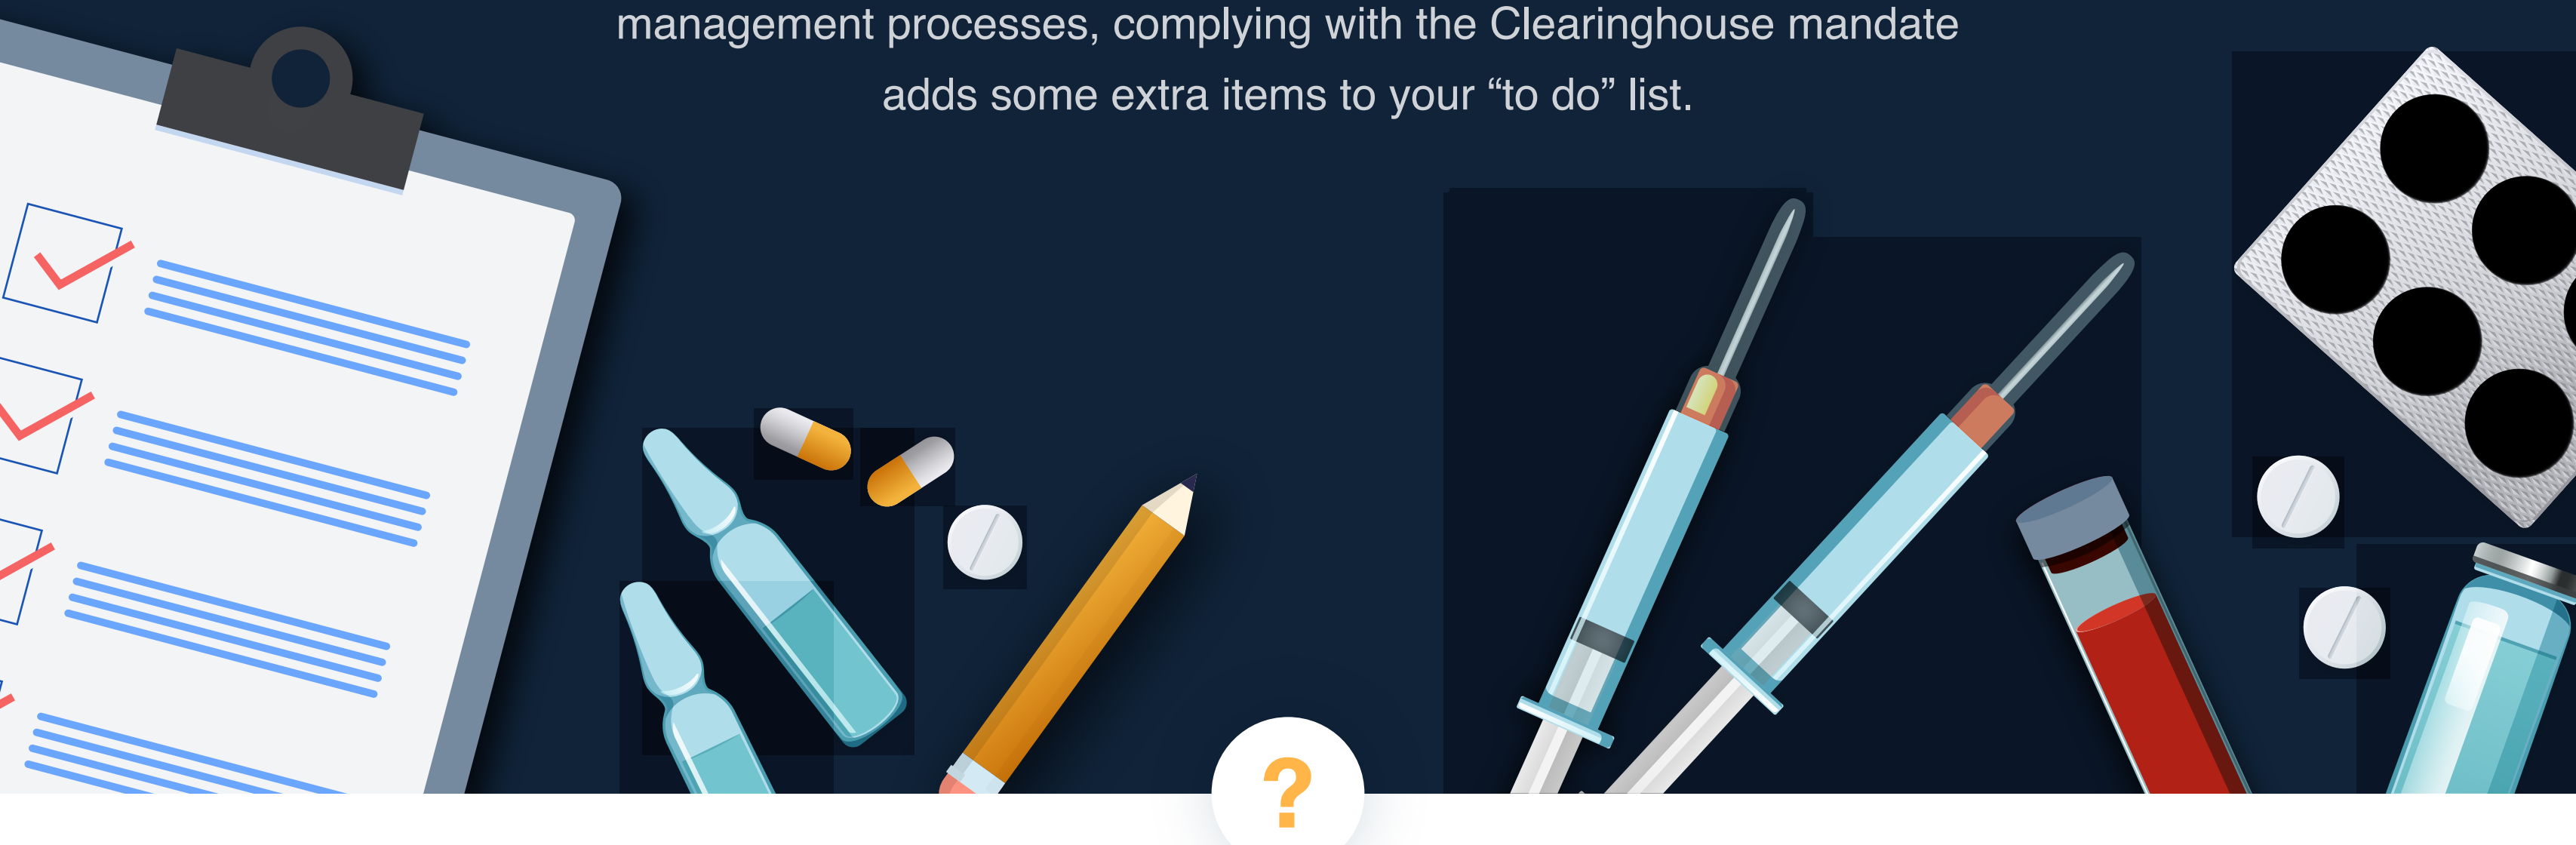 management processes, complying with the Clearinghouse mandate
adds some extra items to your “to do” list.
?